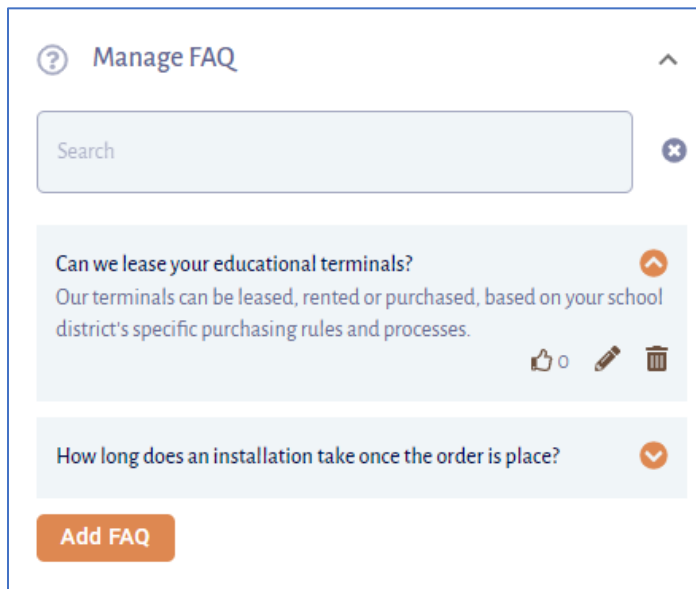 Manage FAQ
Search
Can we lease your educational terminals?
Our terminals can be leased, rented or purchased, based on your school
district's specific purchasing rules and processes.
0
How long does an installation take once the order is place?
Add FAQ